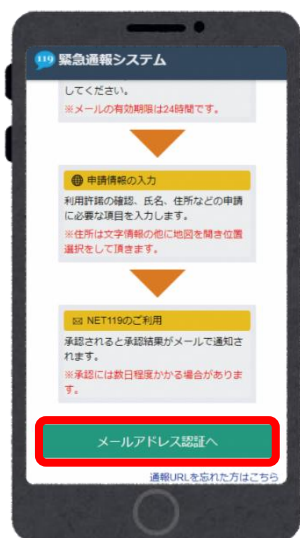 119 緊急通報システム
してください。
※メールの有効期限は24時間です。
申請情報の入力
利用許諾の確認、氏名、住所などの申請
に必要な項目を入力します。
※住所は文字情報の他に地図を開き位置
選択をして頂きます。
NET119のご利用
承認されると承認結果がメールで通知さ
れます。
※承認には数日程度かかる場合がありま
す。
メールアドレス認証へ
通報URLを忘れた方はこちら